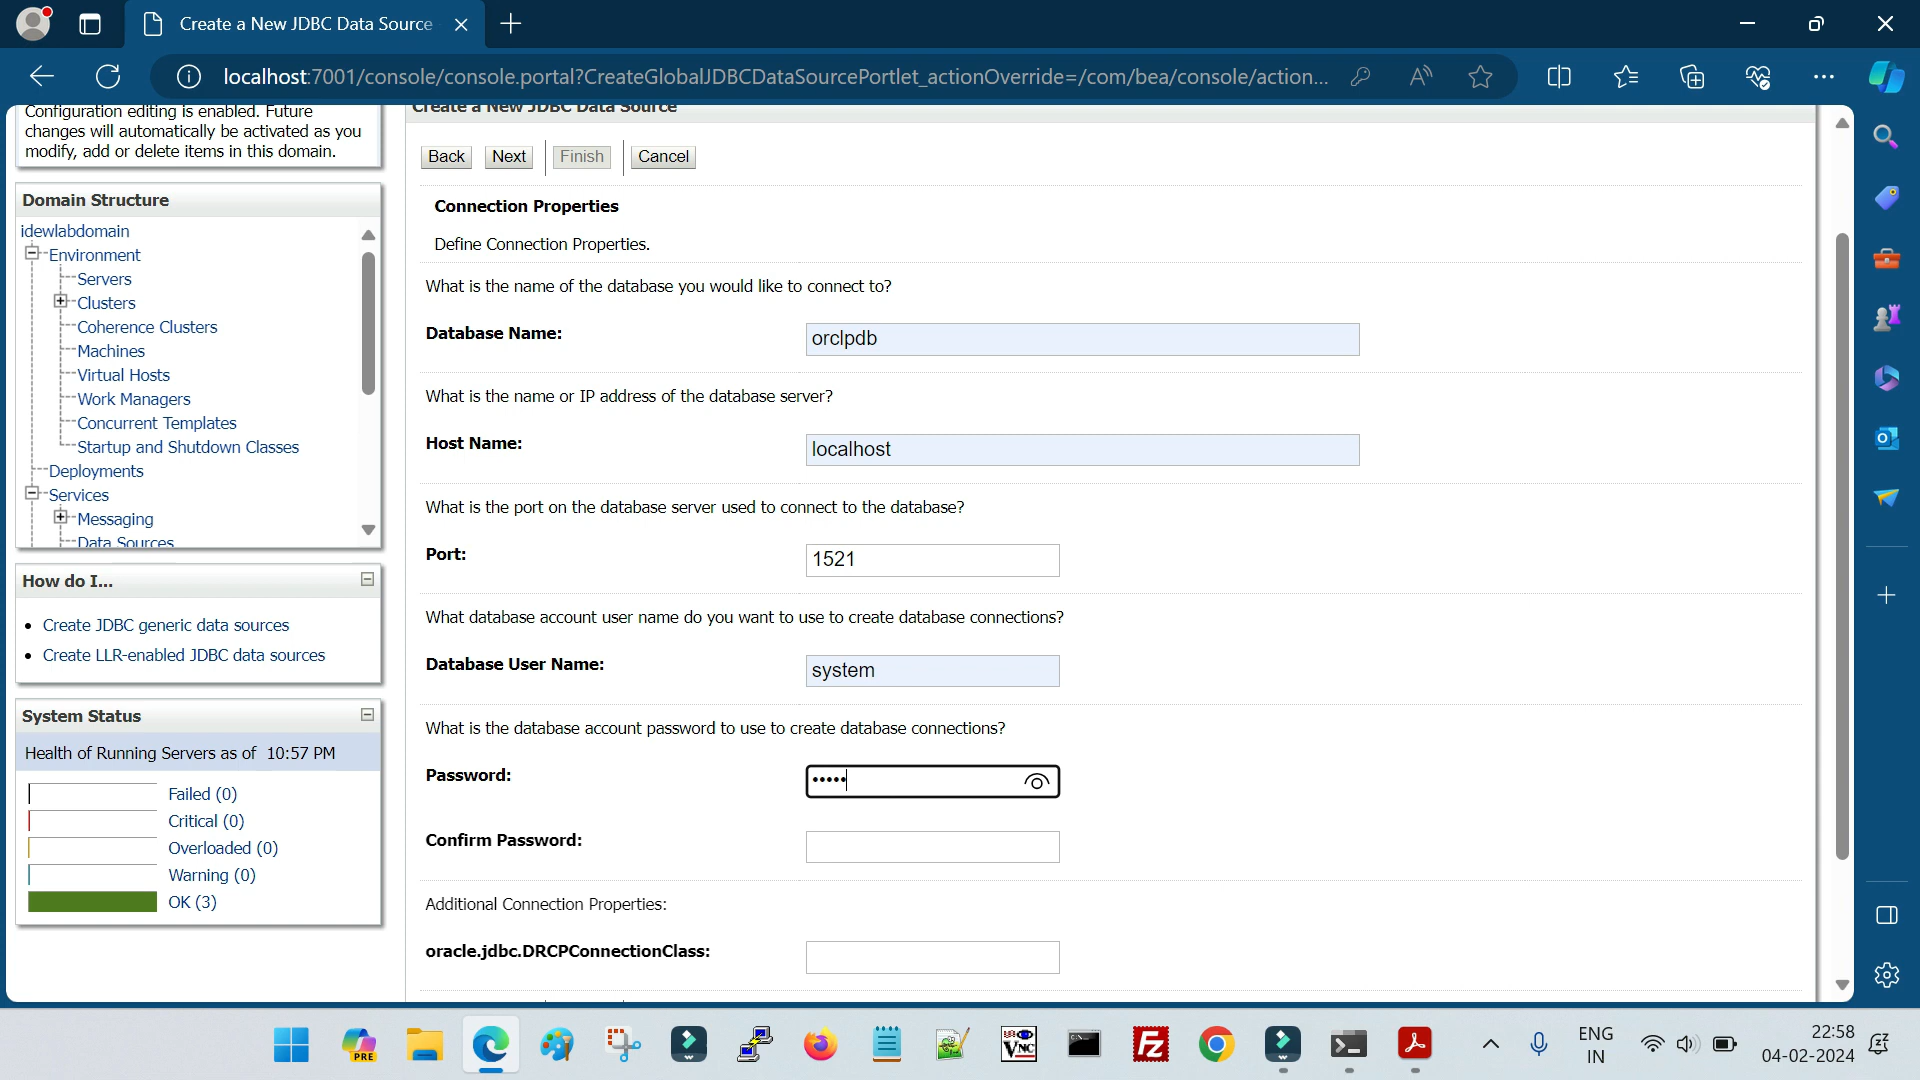 Create a New JDBC Data Source
localhost:7001/console/console.portal?CreateGlobalJDBCDataSourcePortlet_actionOverride=/com/bea/console/action...
Configuration editing is enabled. Future
changes will automatically be activated as you
modify, add or delete items in this domain.
Domain Structure
idewlabdomain
Environment
Servers
Clusters
Coherence Clusters
Machines
Virtual Hosts
Work Managers
Concurrent Templates
Startup and Shutdown Classes
Deployments
Services
Messaging
Data Sources
How do I...
Create JDBC generic data sources
Create LLR-enabled JDBC data sources
System Status
Health of Running Servers as of 10:57 PM
Failed (0)
Critical (0)
Overloaded (0)
Warning (0)
OK (3)
Create a New JDBC Data Source
Back Next Finish Cancel
Connection Properties
Define Connection Properties.
What is the name of the database you would like to connect to?
Database Name: orclpdb
What is the name or IP address of the database server?
Host Name: localhost
What is the port on the database server used to connect to the database?
Port: 1521
What database account user name do you want to use to create database connections?
Database User Name: system
What is the database account password to use to create database connections?
Password: •••••
Confirm Password:
Additional Connection Properties:
oracle.jdbc.DRCPConnectionClass:
PRE
VNC
ENG
IN
22:58
04-02-2024